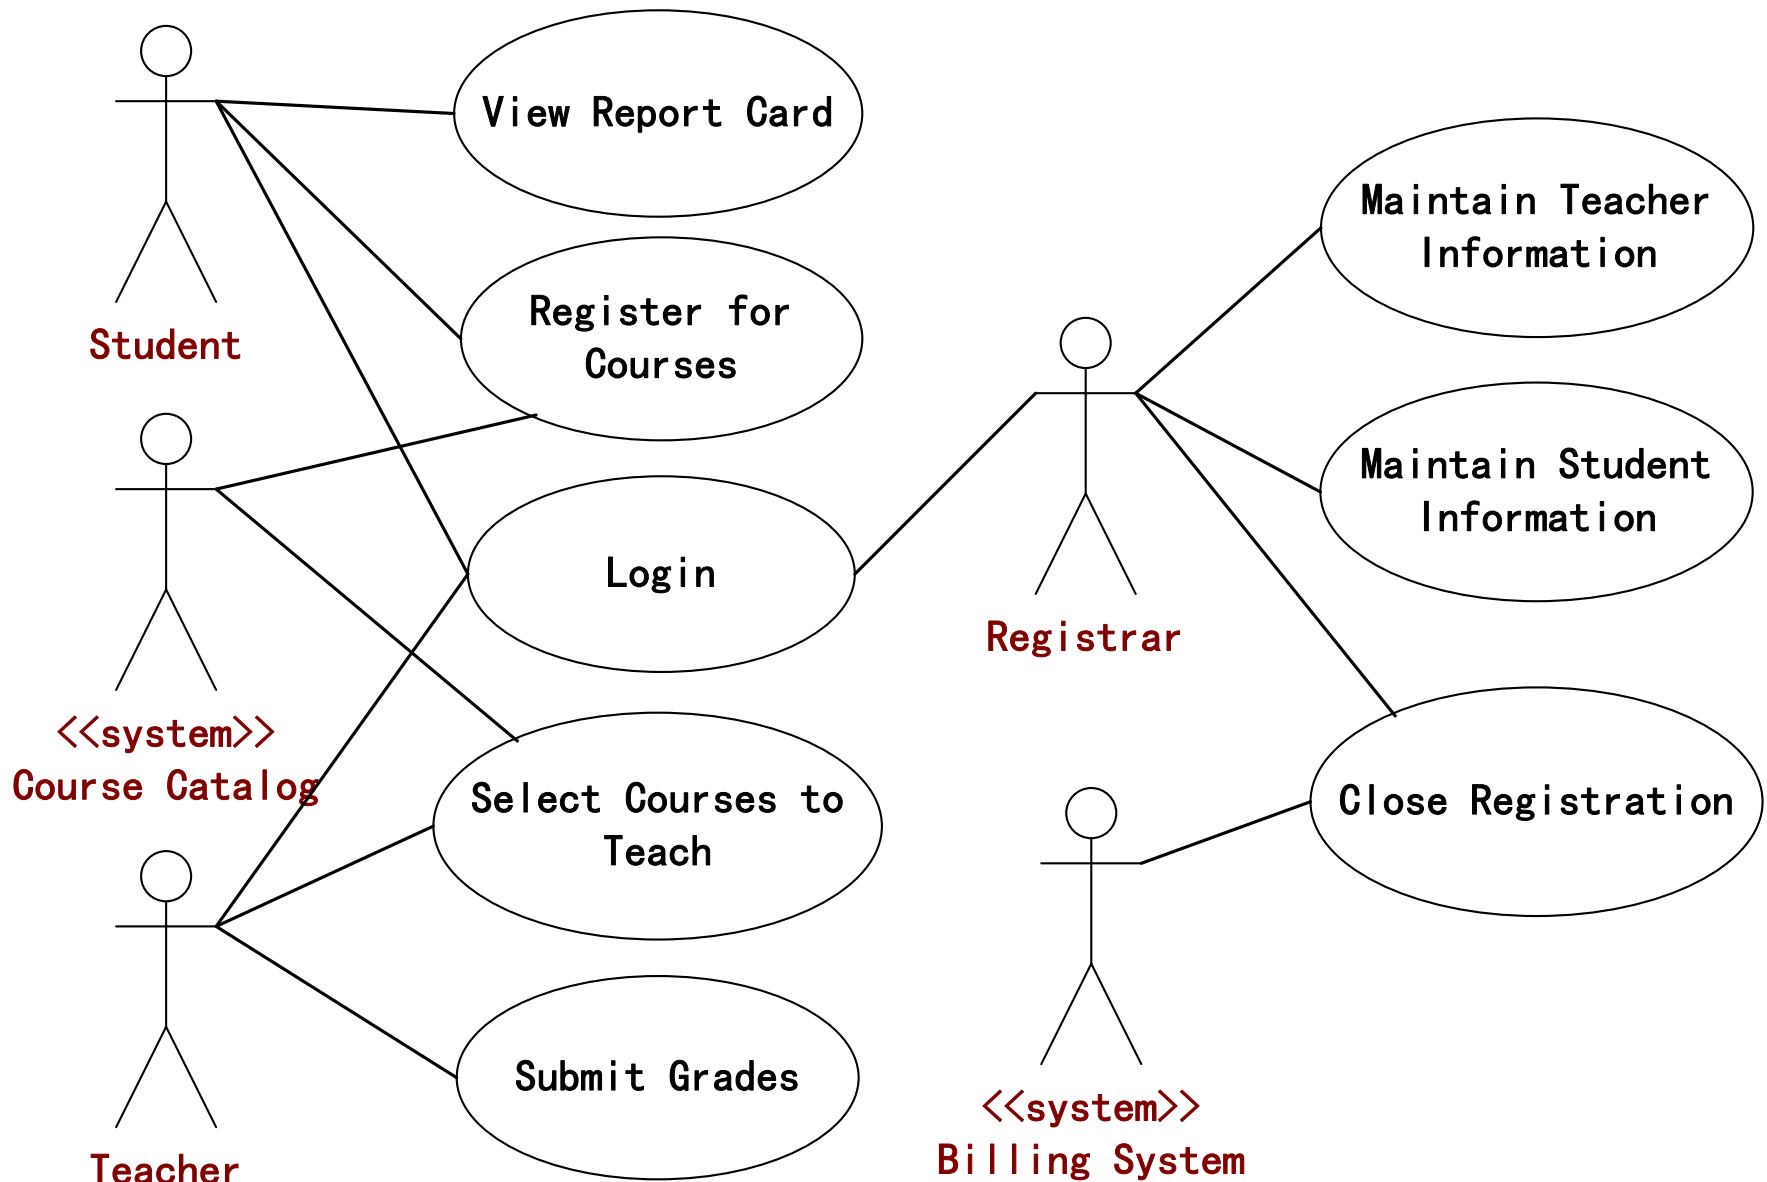 View Report Card
Student
Register for
Courses
<<system>>
Course Catalog
Login
Select Courses to
Teach
Teacher
Submit Grades
Maintain Teacher
Information
Registrar
Maintain Student
Information
Close Registration
<<system>>
Billing System